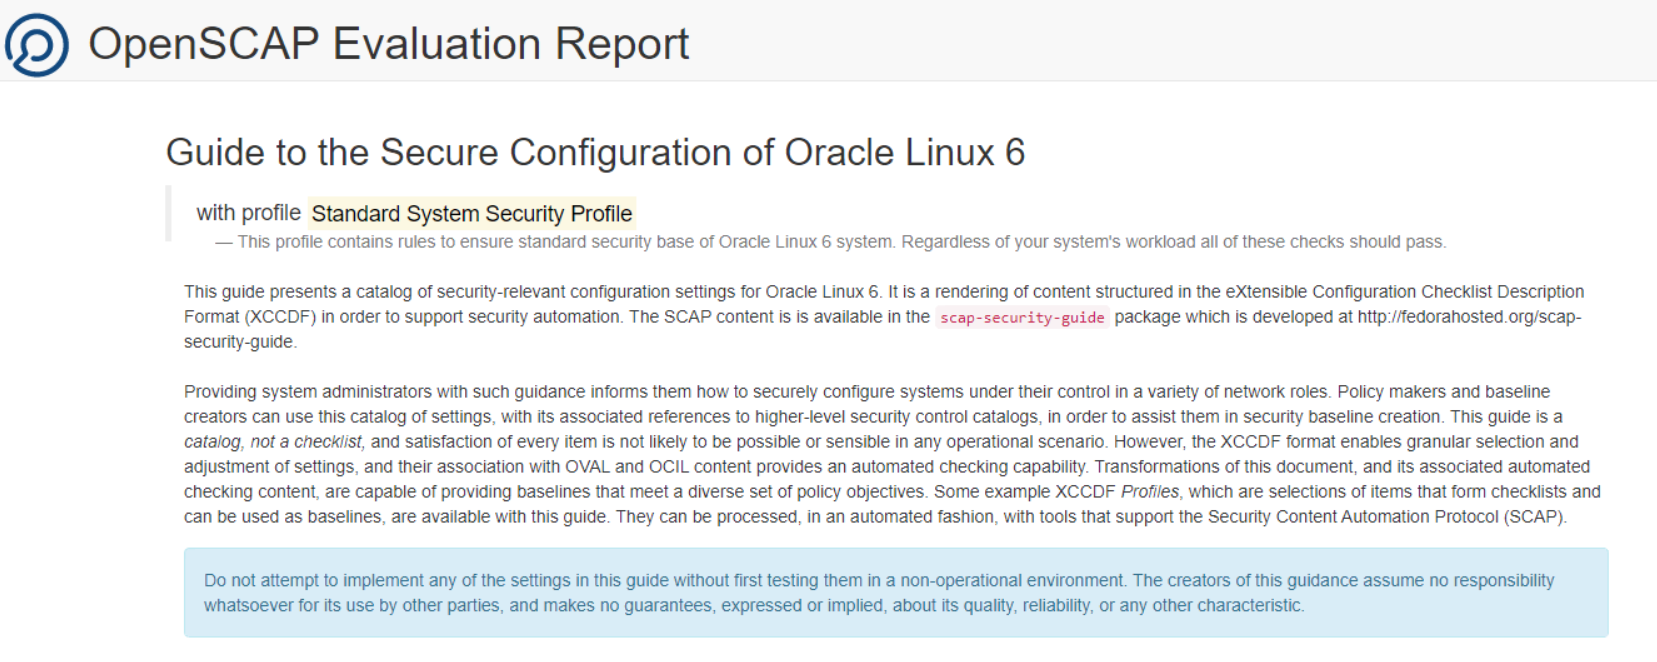 OpenSCAP Evaluation Report
Guide to the Secure Configuration of Oracle Linux 6
with profile Standard System Security Profile
— This profile contains rules to ensure standard security base of Oracle Linux 6 system. Regardless of your system's workload all of these checks should pass.
This guide presents a catalog of security-relevant configuration settings for Oracle Linux 6. It is a rendering of content structured in the eXtensible Configuration Checklist Description
Format (XCCDF) in order to support security automation. The SCAP content is is available in the scap-security-guide package which is developed at http://fedorahosted.org/scap-
security-guide.
Providing system administrators with such guidance informs them how to securely configure systems under their control in a variety of network roles. Policy makers and baseline
creators can use this catalog of settings, with its associated references to higher-level security control catalogs, in order to assist them in security baseline creation. This guide is a
catalog, not a checklist, and satisfaction of every item is not likely to be possible or sensible in any operational scenario. However, the XCCDF format enables granular selection and
adjustment of settings, and their association with OVAL and OCIL content provides an automated checking capability. Transformations of this document, and its associated automated
checking content, are capable of providing baselines that meet a diverse set of policy objectives. Some example XCCDF Profiles, which are selections of items that form checklists and
can be used as baselines, are available with this guide. They can be processed, in an automated fashion, with tools that support the Security Content Automation Protocol (SCAP).
Do not attempt to implement any of the settings in this guide without first testing them in a non-operational environment. The creators of this guidance assume no responsibility
whatsoever for its use by other parties, and makes no guarantees, expressed or implied, about its quality, reliability, or any other characteristic.